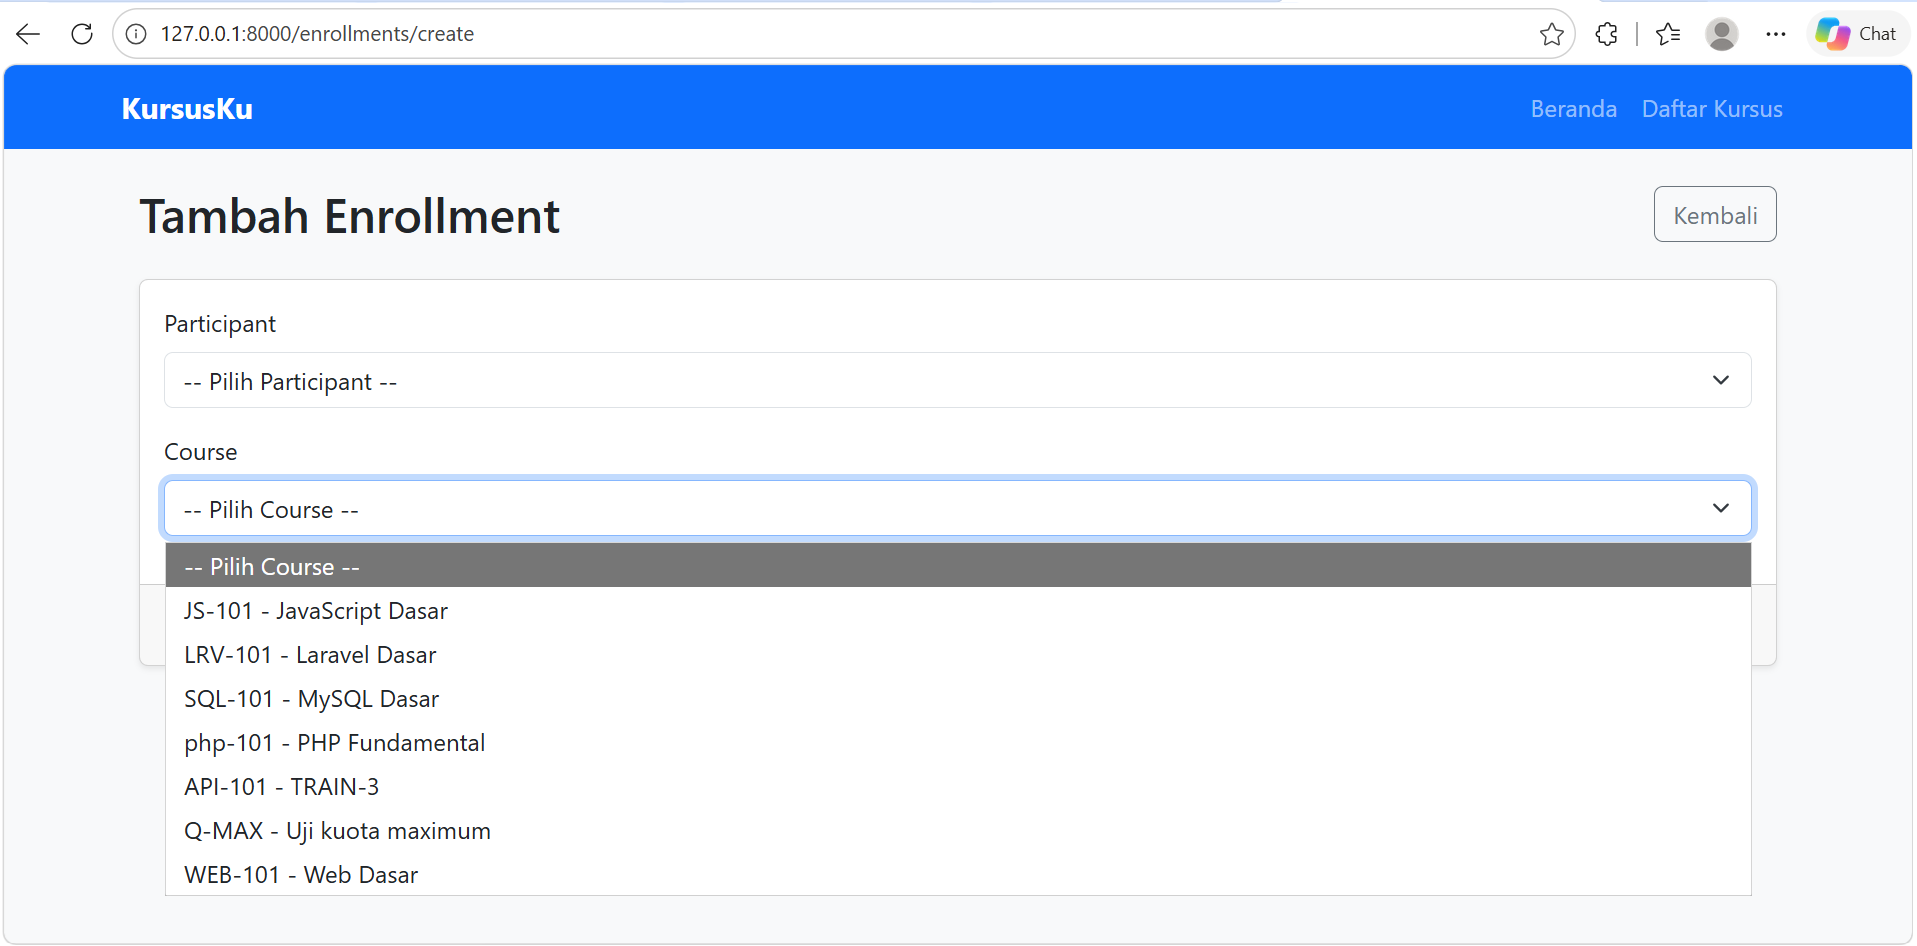 127.0.0.1:8000/enrollments/create
Chat
KursusKu
Beranda
Daftar Kursus
Tambah Enrollment
Kembali
Participant
-- Pilih Participant --
Course
-- Pilih Course --
-- Pilih Course --
JS-101 - JavaScript Dasar
LRV-101 - Laravel Dasar
SQL-101 - MySQL Dasar
php-101 - PHP Fundamental
API-101 - TRAIN-3
Q-MAX - Uji kuota maximum
WEB-101 - Web Dasar